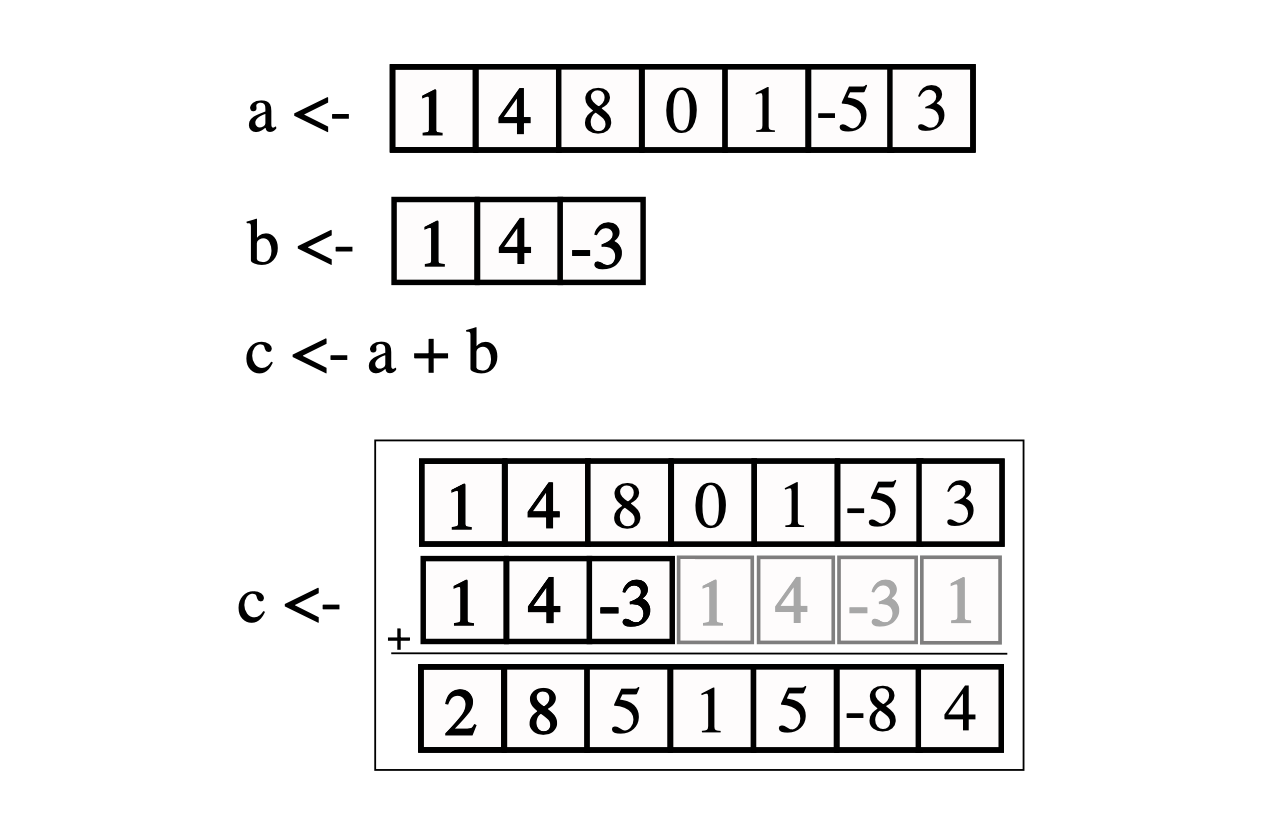 a <- 1 4 8 0 1 -5 3
b <- 1 4 -3
c <- a + b
1 4 8 0 1 -5 3
c <- 1 4 -3 1 4 -3 1
+
2 8 5 1 5 -8 4